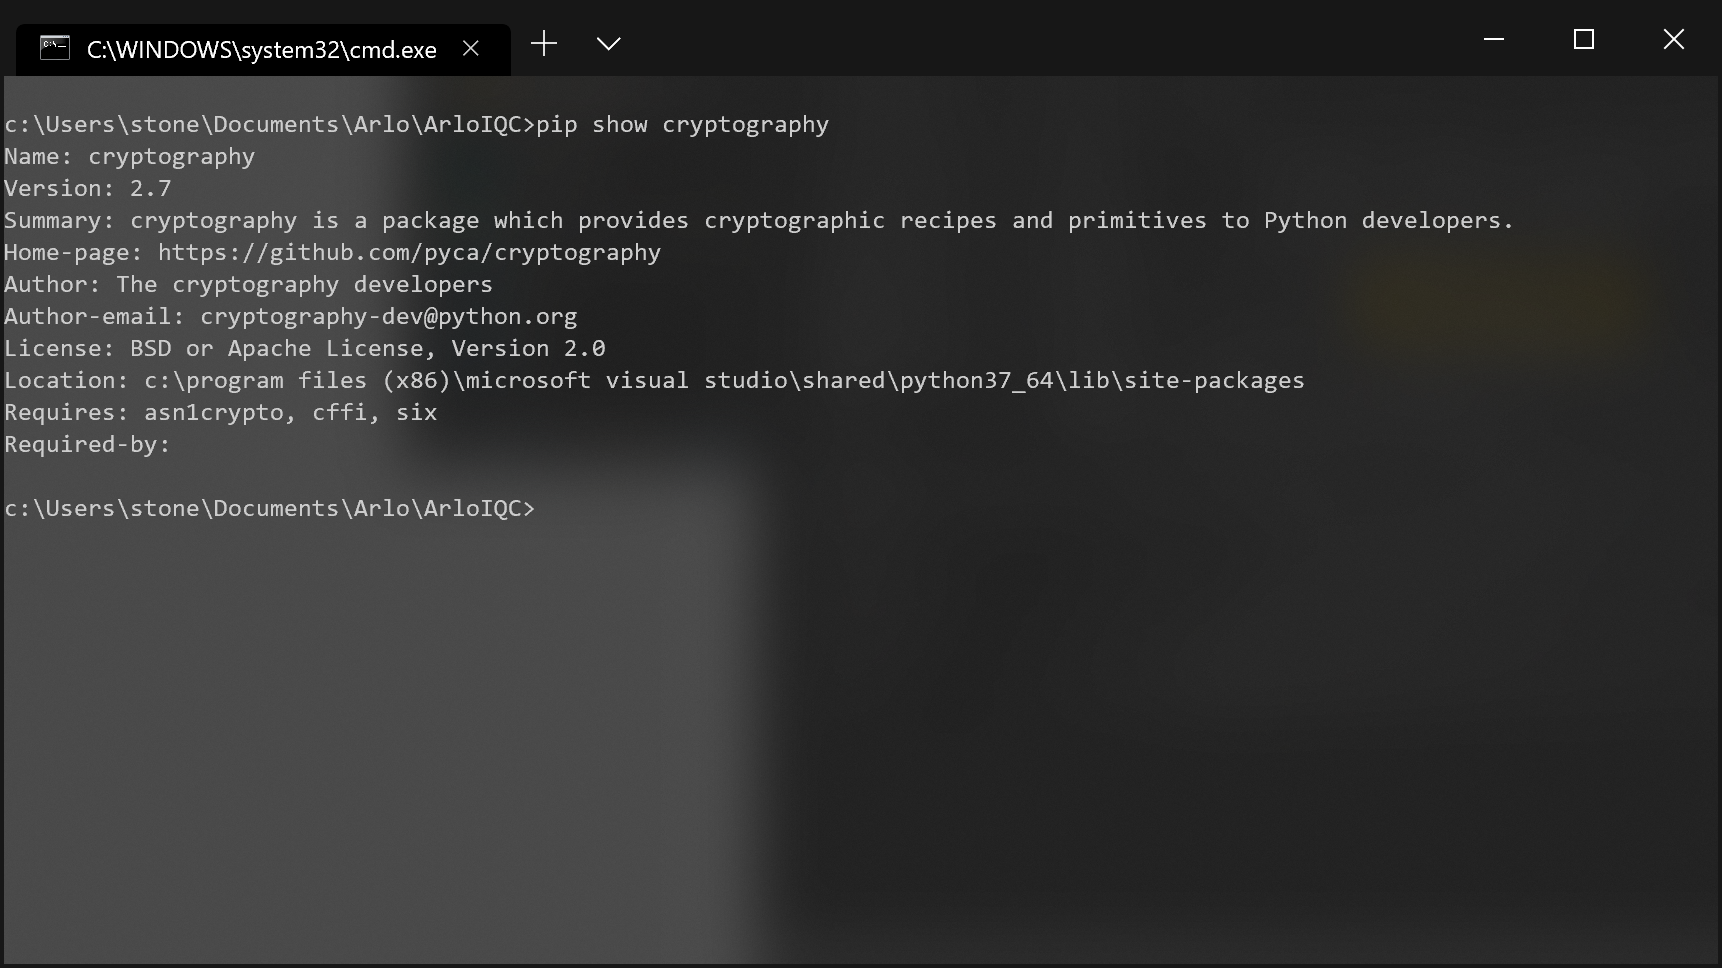 C:\WINDOWS\system32\cmd.exe
c:\Users\stone\Documents\Arlo\ArloIQC>pip show cryptography
Name: cryptography
Version: 2.7
Summary: cryptography is a package which provides cryptographic recipes and primitives to Python developers.
Home-page: https://github.com/pyca/cryptography
Author: The cryptography developers
Author-email: cryptography-dev@python.org
License: BSD or Apache License, Version 2.0
Location: c:\program files (x86)\microsoft visual studio\shared\python37_64\lib\site-packages
Requires: asn1crypto, cffi, six
Required-by:
c:\Users\stone\Documents\Arlo\ArloIQC>